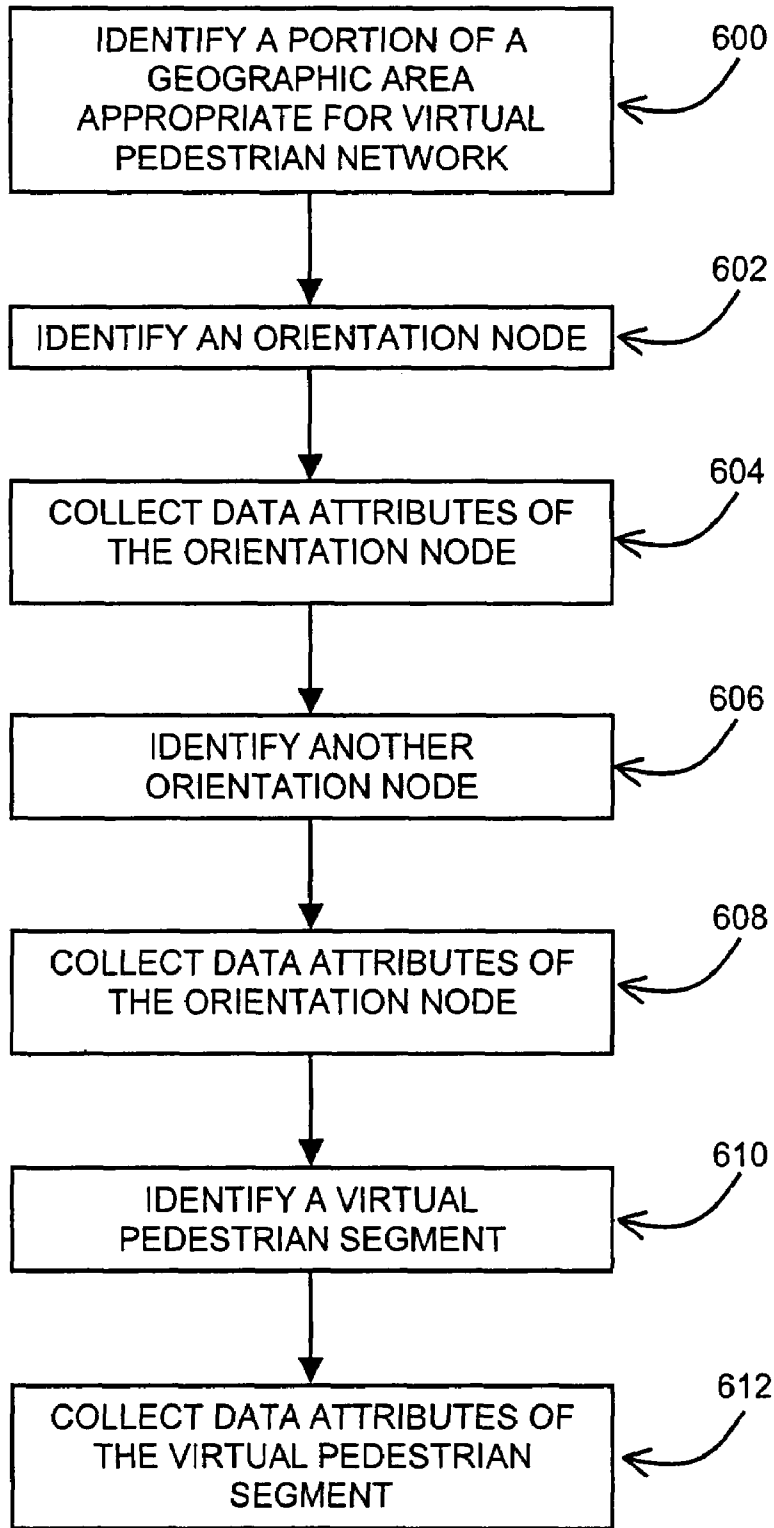 IDENTIFY A PORTION OF A
GEOGRAPHIC AREA
APPROPRIATE FOR VIRTUAL
PEDESTRIAN NETWORK
600
602
IDENTIFY AN ORIENTATION NODE
604
COLLECT DATA ATTRIBUTES OF
THE ORIENTATION NODE
606
IDENTIFY ANOTHER
ORIENTATION NODE
608
COLLECT DATA ATTRIBUTES OF
THE ORIENTATION NODE
610
IDENTIFY A VIRTUAL
PEDESTRIAN SEGMENT
612
COLLECT DATA ATTRIBUTES OF
THE VIRTUAL PEDESTRIAN
SEGMENT